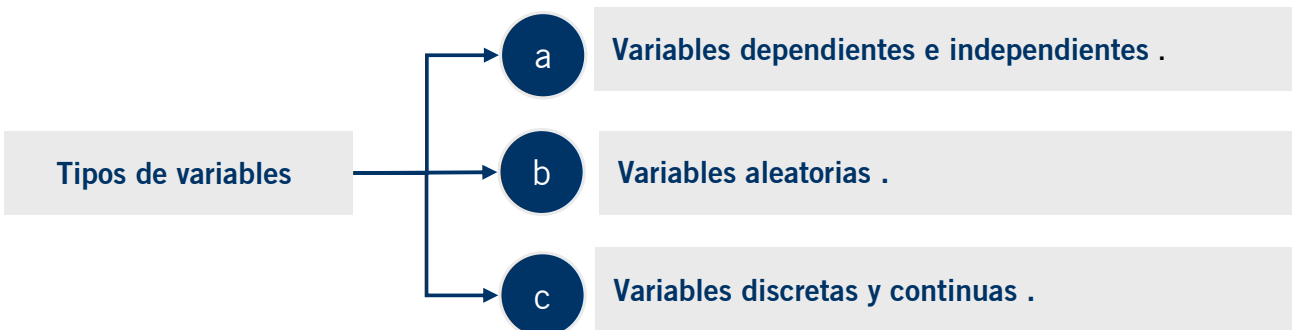 a
Variables dependientes e independientes .
Tipos de variables
b
Variables aleatorias .
c
Variables discretas y continuas .